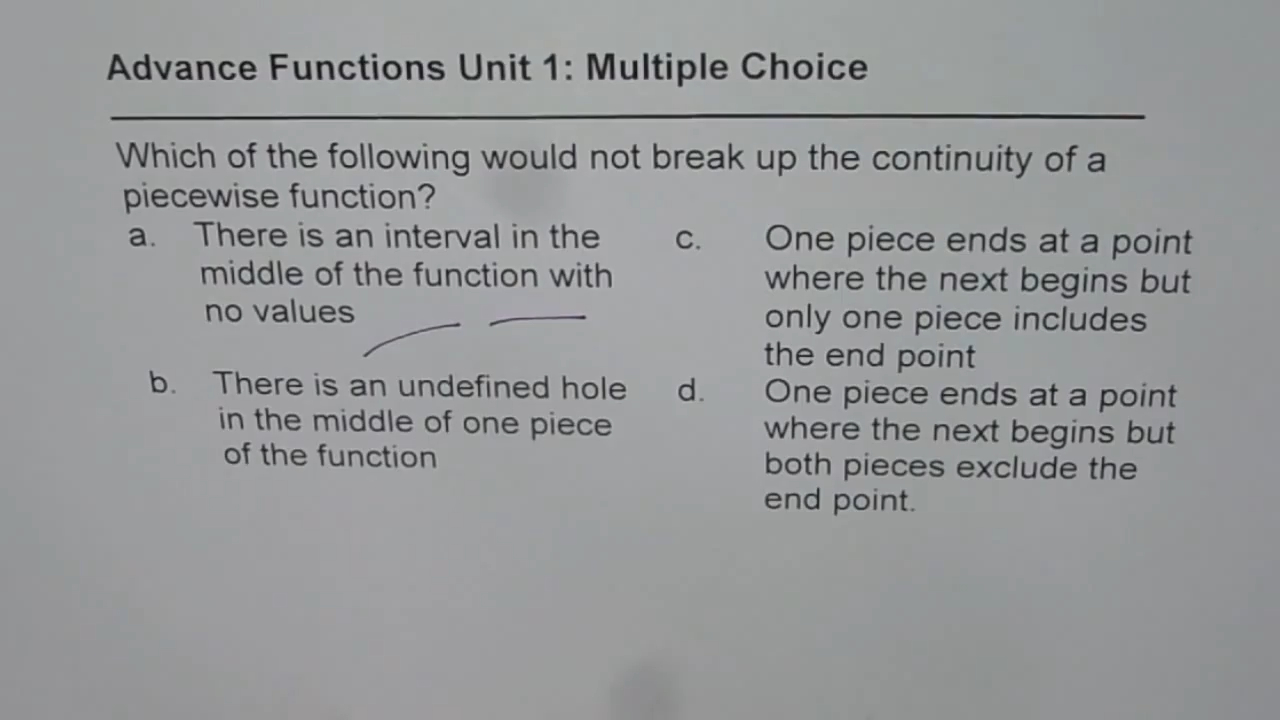 Advance Functions Unit 1: Multiple Choice
Which of the following would not break up the continuity of a
piecewise function?
a. There is an interval in the
middle of the function with
no values
b. There is an undefined hole
in the middle of one piece
of the function
c. One piece ends at a point
where the next begins but
only one piece includes
the end point
d. One piece ends at a point
where the next begins but
both pieces exclude the
end point.